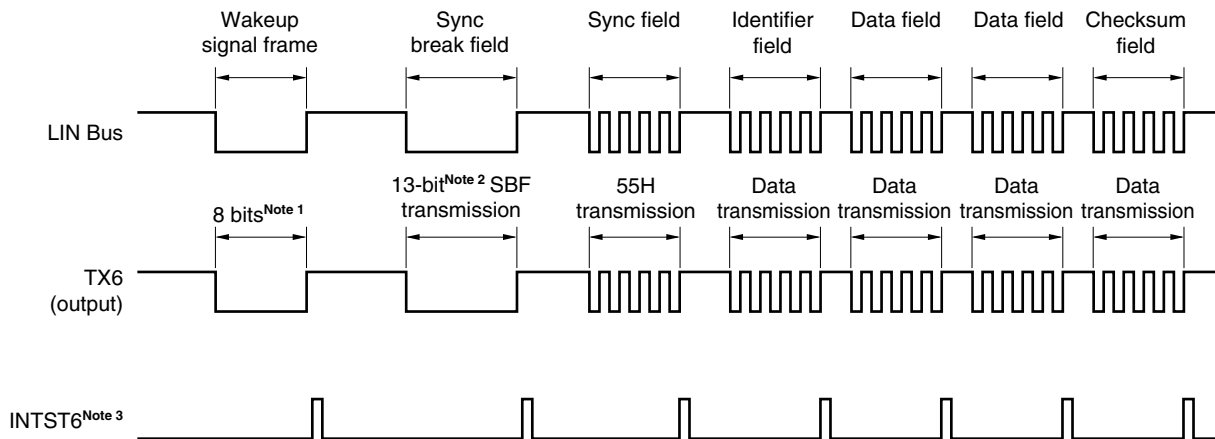 Wakeup
signal frame
Sync
break field
Sync field
Identifier
field
Data field
Data field
Checksum
field
LIN Bus
8 bitsNote 1
13-bitNote 2 SBF
transmission
55H
transmission
Data
transmission
Data
transmission
Data
transmission
Data
transmission
TX6
(output)
INTST6Note 3